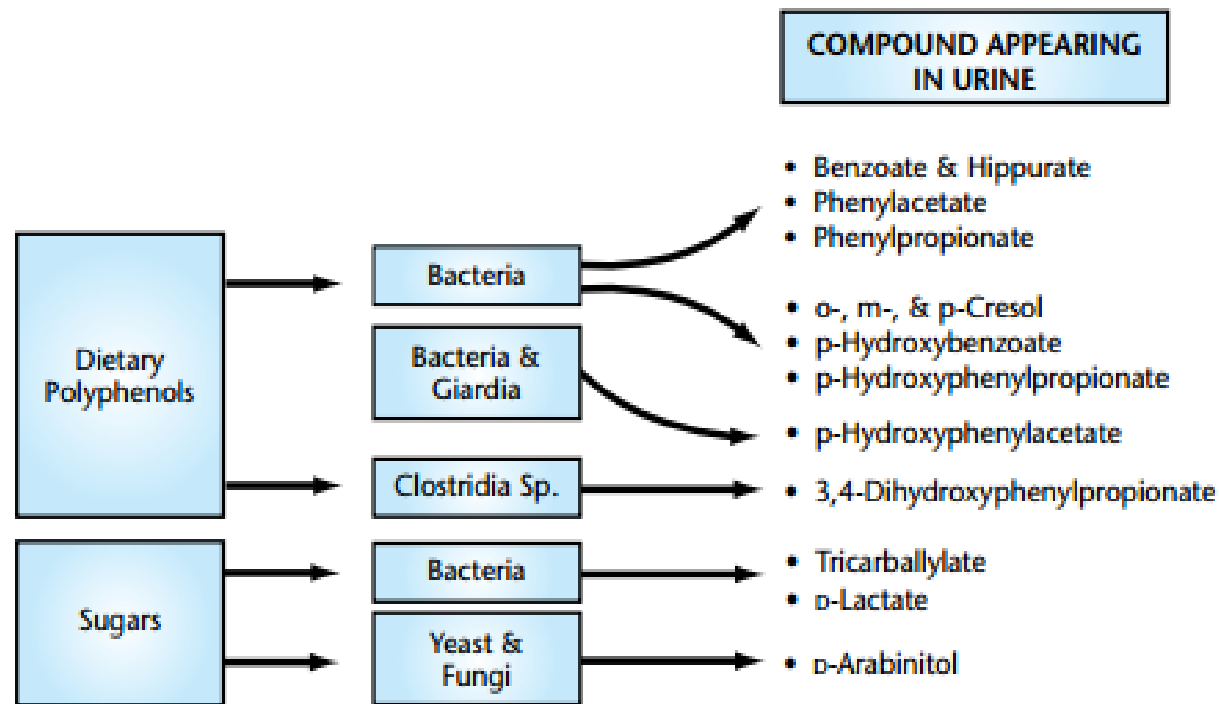 COMPOUND APPEARING
IN URINE
Dietary
Polyphenols
Bacteria
• Benzoate & Hippurate
• Phenylacetate
• Phenylpropionate
• o-, m-, & p-Cresol
• p-Hydroxybenzoate
• p-Hydroxyphenylpropionate
Bacteria &
Giardia
• p-Hydroxyphenylacetate
Clostridia Sp.
• 3,4-Dihydroxyphenylpropionate
Sugars
Bacteria
• Tricarballylate
• D-Lactate
Yeast &
Fungi
• D-Arabinitol